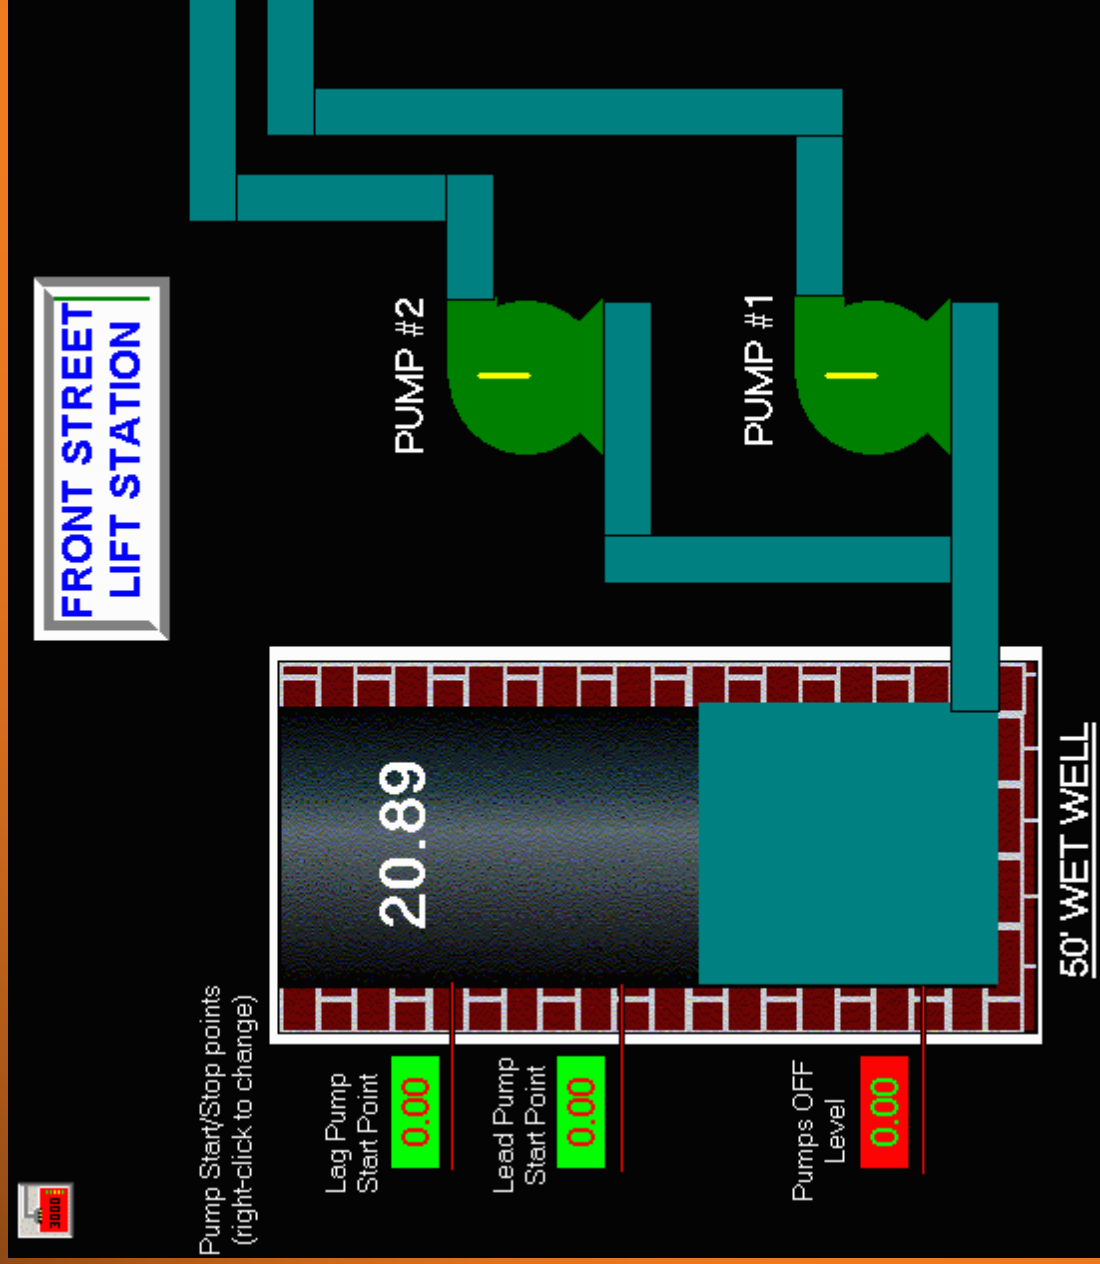 FRONT STREET
LIFT STATION
Pump Start/Stop points
(right-click to change)
Lag Pump
Start Point
0.00
Lead Pump
Start Point
0.00
Pumps OFF
Level
0.00
20.89
50' WET WELL
PUMP #2
PUMP #1
3000